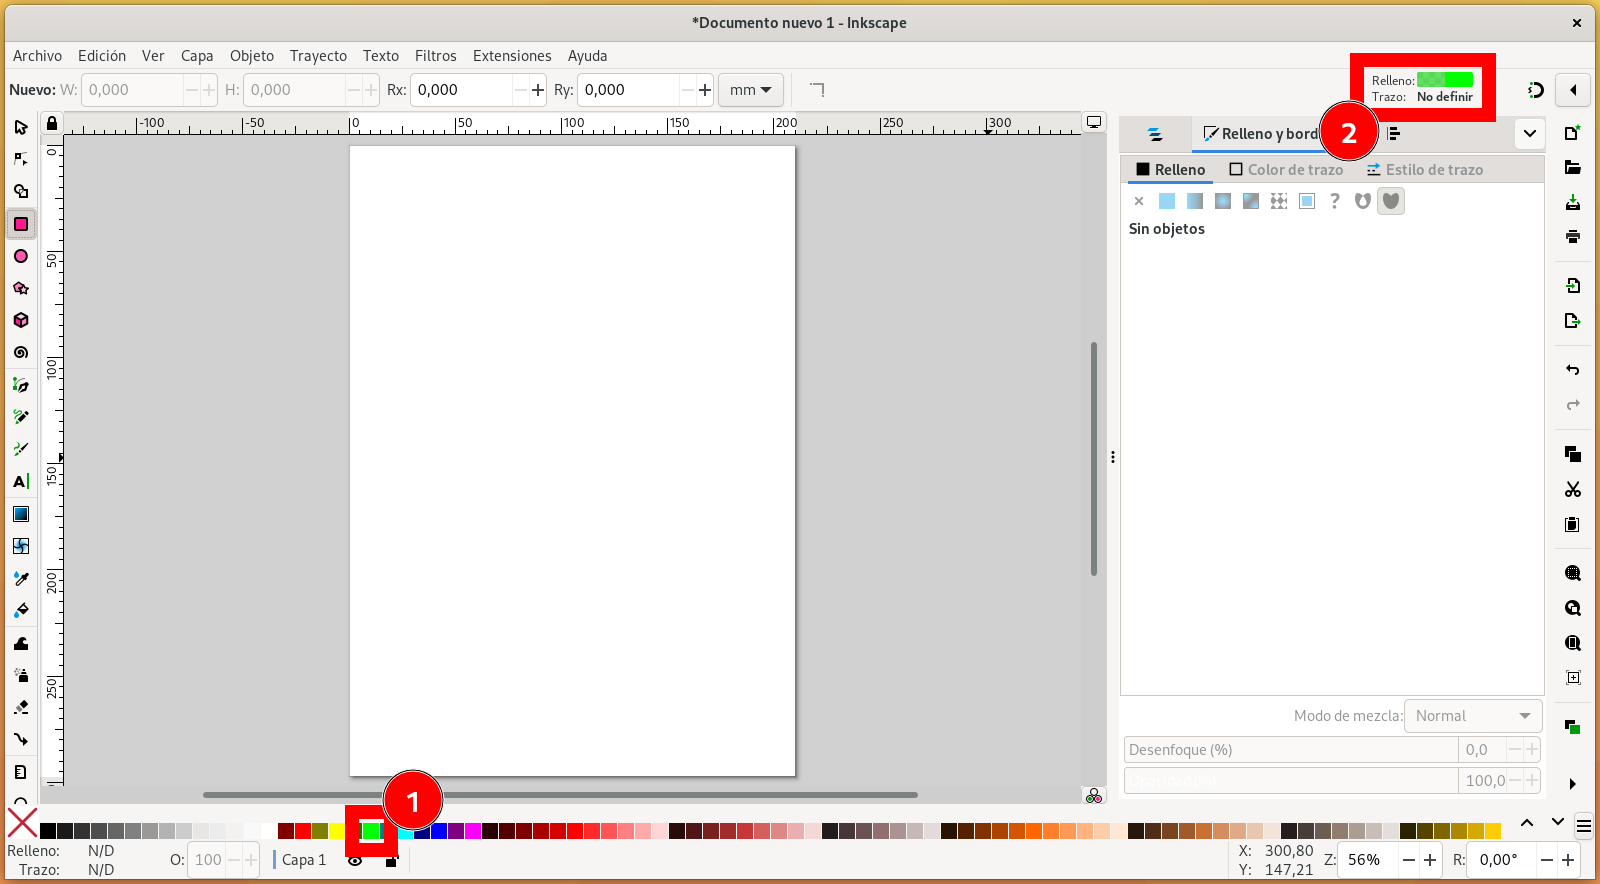 *Documento nuevo 1 - Inkscape
Archivo Edición Ver Capa Objeto Trayecto Texto Filtros Extensiones Ayuda
Nuevo: W: 0,000 H: 0,000 Rx: 0,000 Ry: 0,000 mm
Relleno:
Trazo: No definir
-100 -50 0 50 100 150 200 250 300
2
Relleno y bord
Relleno Color de trazo Estilo de trazo
Sin objetos
0
50
100
150
200
250
Modo de mezcla: Normal
Desenfoque (%) 0,0
Opacidad (%) 100,0
1
Relleno: N/D
Trazo: N/D
O: 100
Capa 1
X: 300,80
Y: 147,21
Z: 56%
R: 0,00°